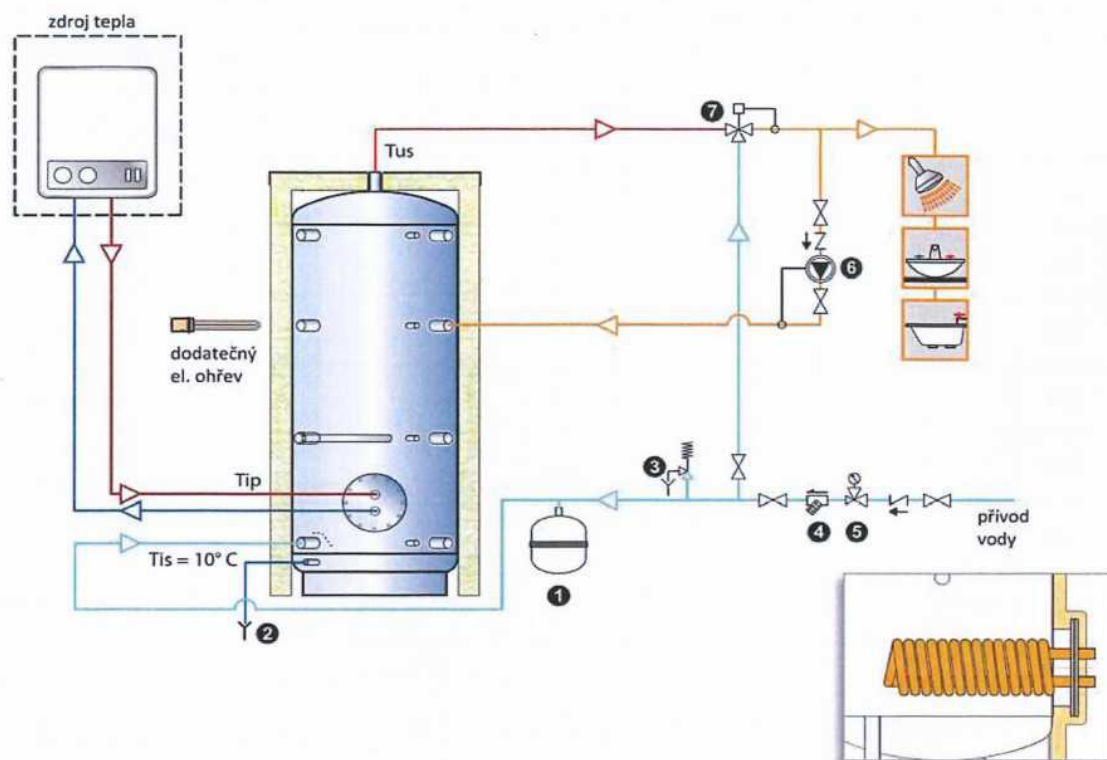 zdroj tepla
7
Tus
6
dodatečný
el. ohřev
3
Tip
4
5
přívod
vody
Tis = 10° C
1
2